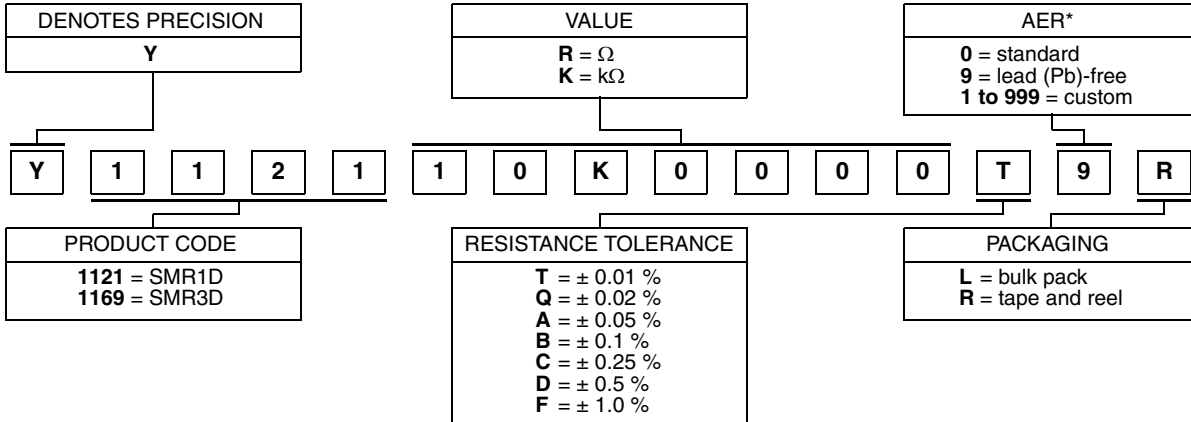 DENOTES PRECISION
Y
VALUE
R = Ω
K = kΩ
AER*
0 = standard
9 = lead (Pb)-free
1 to 999 = custom
Y 1 1 2 1 1 0 K 0 0 0 0 T 9 R
PRODUCT CODE
1121 = SMR1D
1169 = SMR3D
RESISTANCE TOLERANCE
T = ± 0.01 %
Q = ± 0.02 %
A = ± 0.05 %
B = ± 0.1 %
C = ± 0.25 %
D = ± 0.5 %
F = ± 1.0 %
PACKAGING
L = bulk pack
R = tape and reel